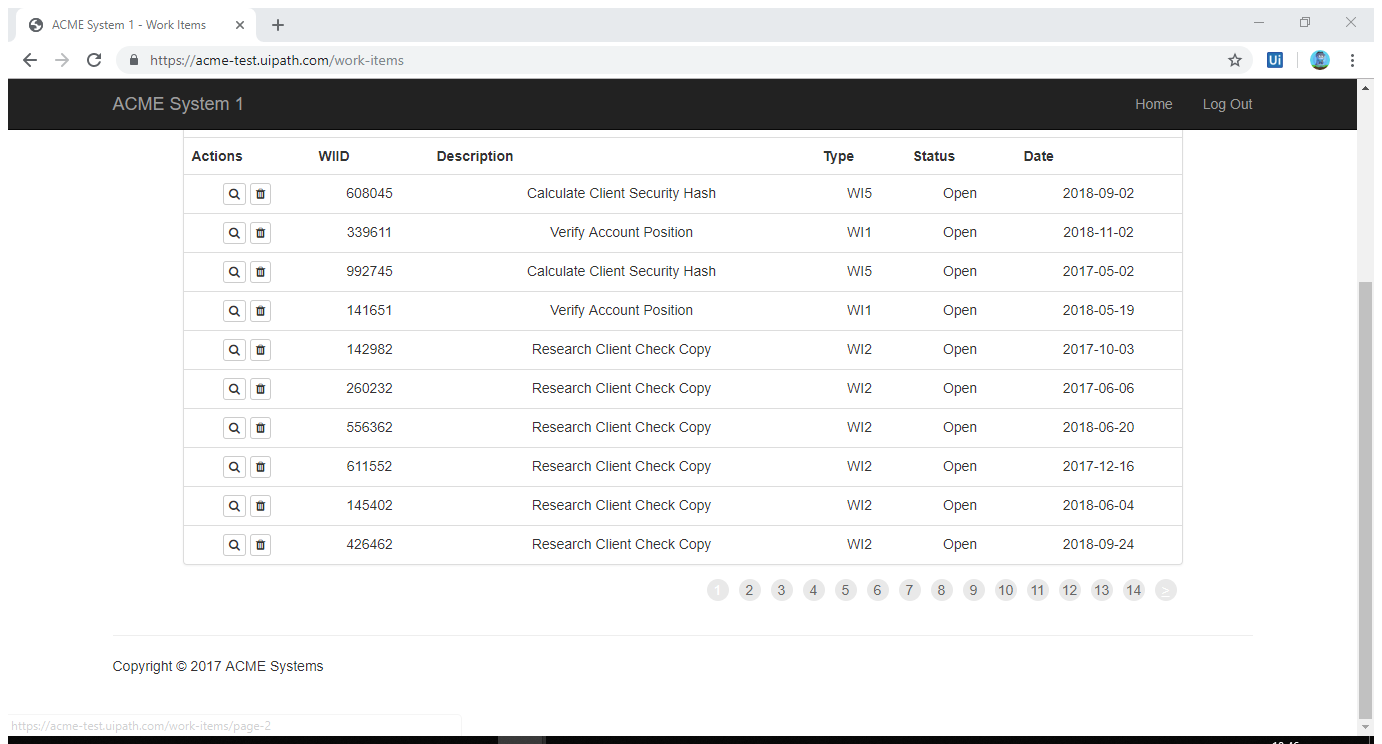 ACME System 1 - Work Items
https://acme-test.uipath.com/work-items
Ui
ACME System 1 Home Log Out
Actions WIID Description Type Status Date
608045 Calculate Client Security Hash WI5 Open 2018-09-02
339611 Verify Account Position WI1 Open 2018-11-02
992745 Calculate Client Security Hash WI5 Open 2017-05-02
141651 Verify Account Position WI1 Open 2018-05-19
142982 Research Client Check Copy WI2 Open 2017-10-03
260232 Research Client Check Copy WI2 Open 2017-06-06
556362 Research Client Check Copy WI2 Open 2018-06-20
611552 Research Client Check Copy WI2 Open 2017-12-16
145402 Research Client Check Copy WI2 Open 2018-06-04
426462 Research Client Check Copy WI2 Open 2018-09-24
1 2 3 4 5 6 7 8 9 10 11 12 13 14 >
Copyright © 2017 ACME Systems
https://acme-test.uipath.com/work-items/page-2